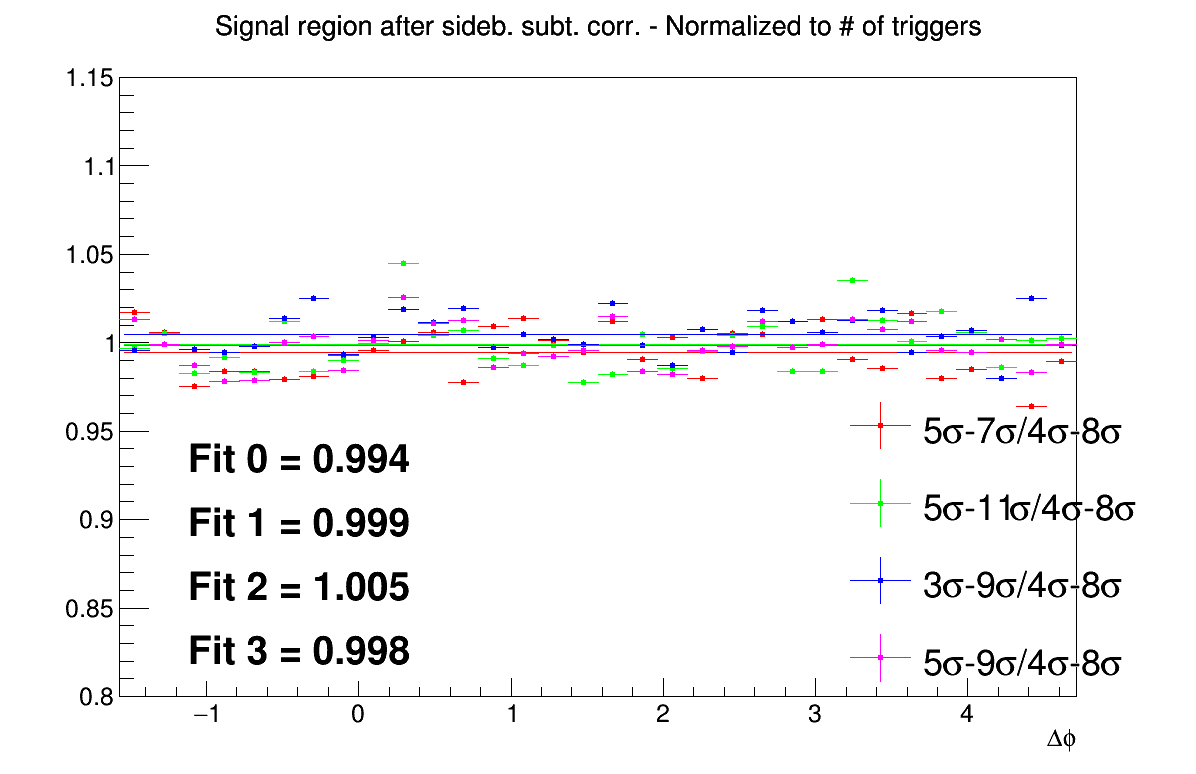 Signal region after sideb. subt. corr. - Normalized to # of triggers
1.15
1.1
1.05
1
0.95
0.9
0.85
0.8
Fit 0 = 0.994
Fit 1 = 0.999
Fit 2 = 1.005
Fit 3 = 0.998
5σ-7σ/4σ-8σ
5σ-11σ/4σ-8σ
3σ-9σ/4σ-8σ
5σ-9σ/4σ-8σ
−1 0 1 2 3 4
Δϕ